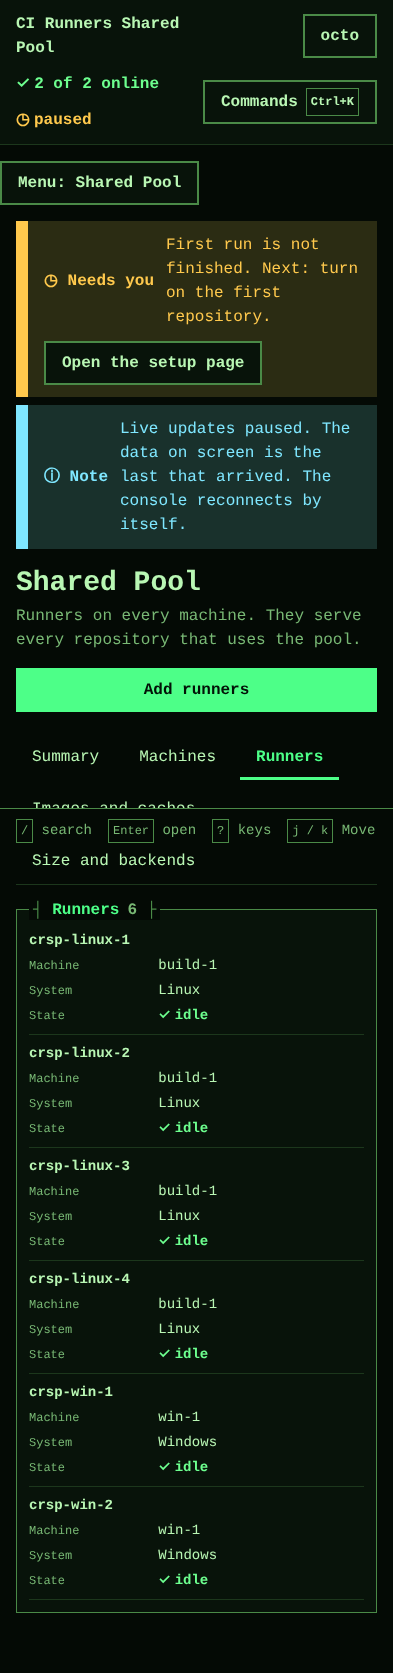 CI Runners Shared
Pool
octo
2 of 2 online
Commands Ctrl+K
paused
Menu: Shared Pool
Needs you
First run is not
finished. Next: turn
on the first
repository.
Open the setup page
Note
Live updates paused. The
data on screen is the
last that arrived. The
console reconnects by
itself.
Shared Pool
Runners on every machine. They serve
every repository that uses the pool.
Add runners
Summary Machines Runners
Images and caches
/ search Enter open ? keys j / k Move
Size and backends
Runners 6
crsp-linux-1
Machine build-1
System Linux
State idle
crsp-linux-2
Machine build-1
System Linux
State idle
crsp-linux-3
Machine build-1
System Linux
State idle
crsp-linux-4
Machine build-1
System Linux
State idle
crsp-win-1
Machine win-1
System Windows
State idle
crsp-win-2
Machine win-1
System Windows
State idle